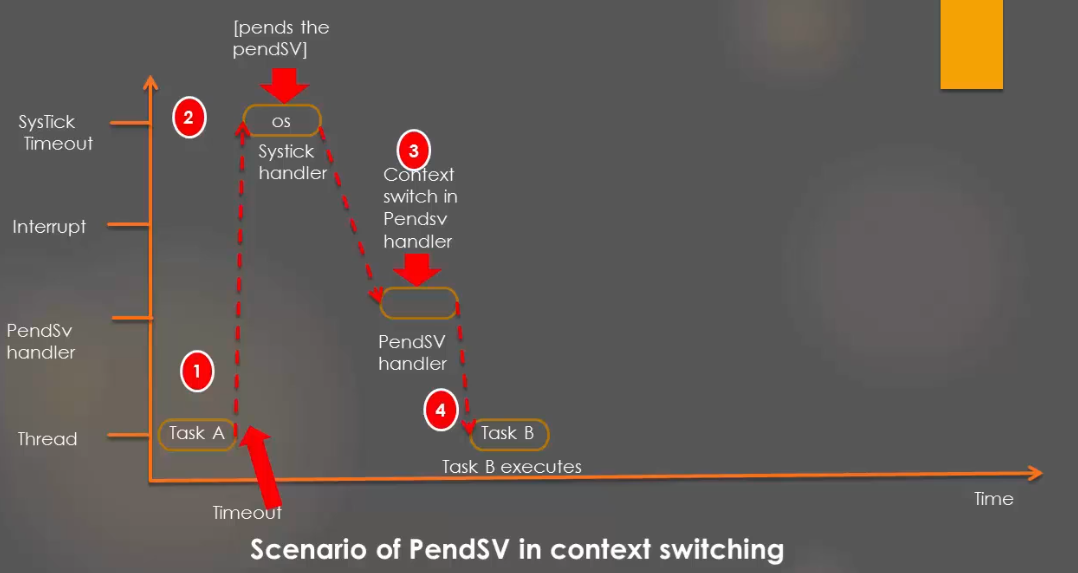 [pends the
pendSV]
2
os
SysTick
Timeout
Systick
handler
3
Context
switch in
Pendsv
handler
Interrupt
PendSv
handler
PendSV
handler
1
4
Thread
Task A
Task B
Task B executes
Time
Timeout
Scenario of PendSV in context switching